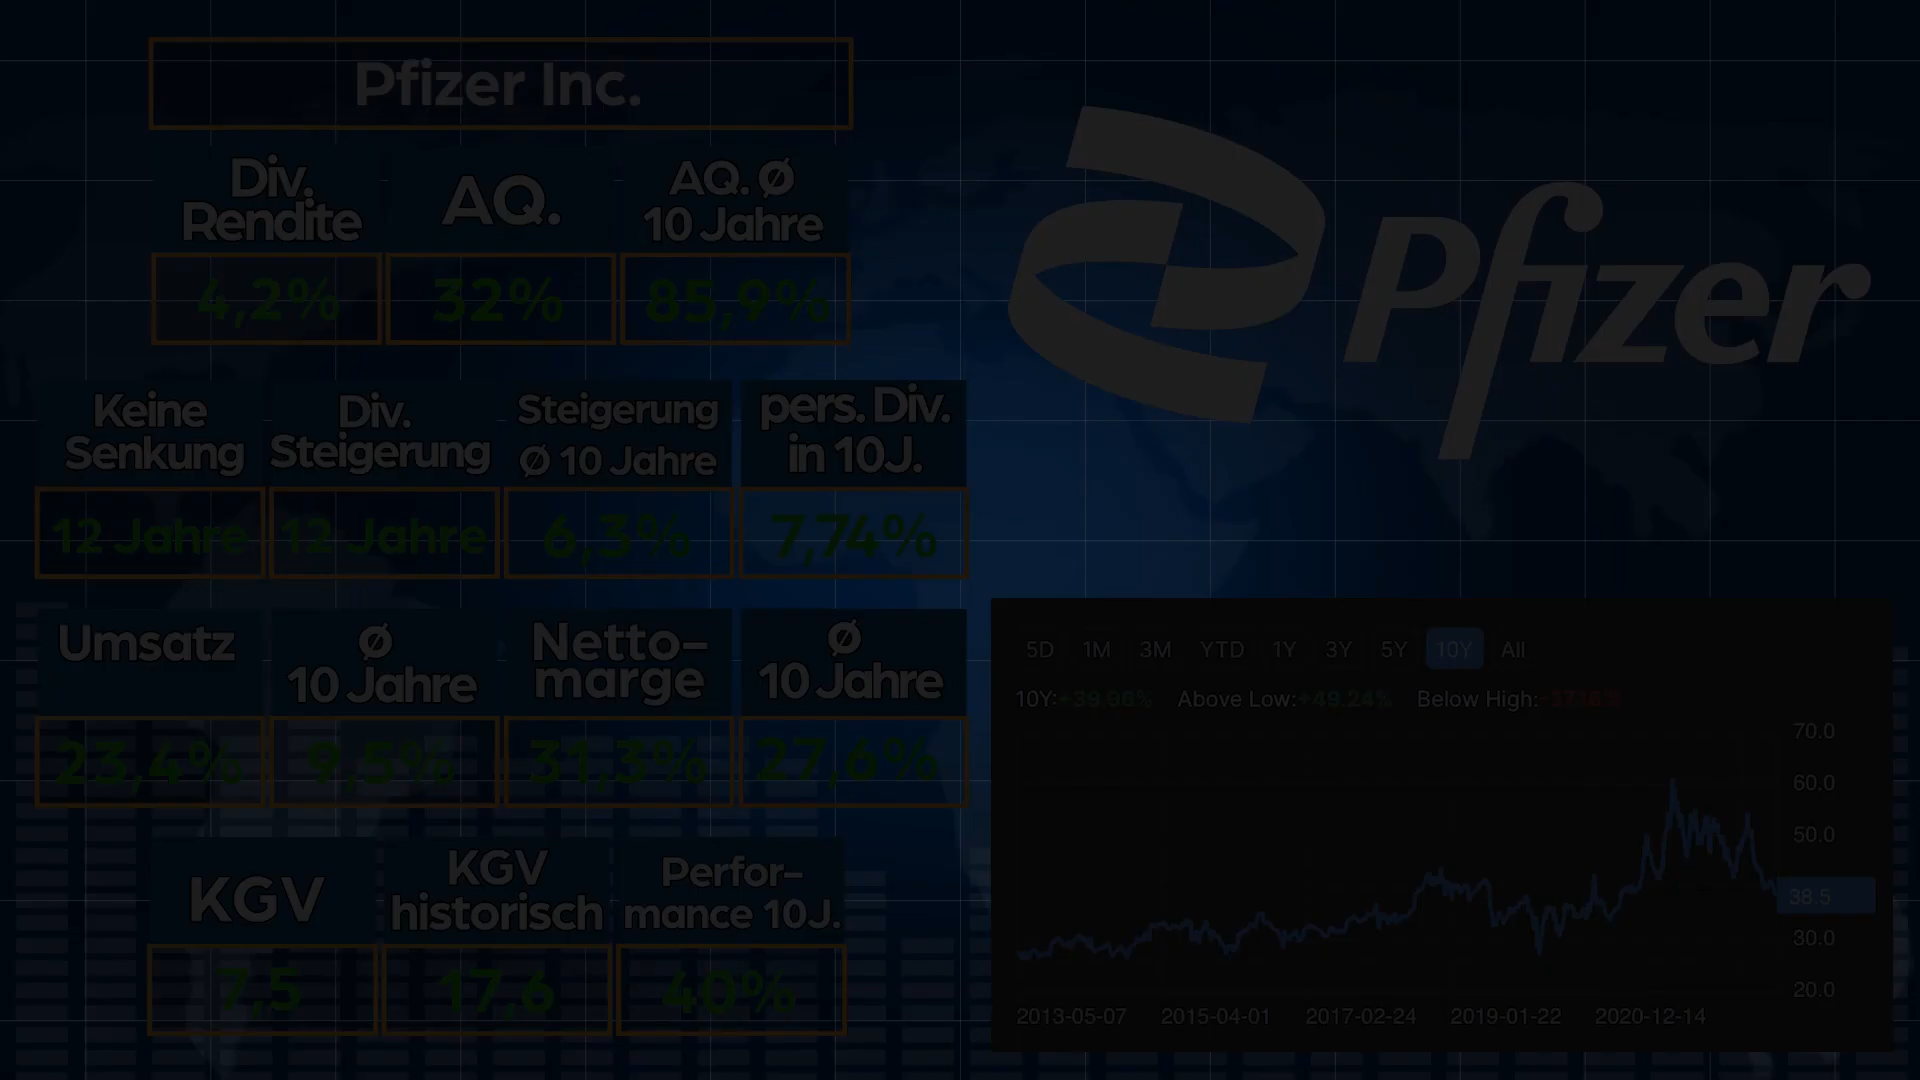 Pfizer Inc.
Div. Rendite
AQ.
AQ. Ø 10 Jahre
4,2%
32%
85,9%
Keine Senkung
Div. Steigerung
Steigerung Ø 10 Jahre
pers. Div. in 10J.
12 Jahre
12 Jahre
6,3%
7,74%
Umsatz
Ø 10 Jahre
Netto-marge
Ø 10 Jahre
23,4%
9,5%
31,3%
27,6%
KGV
KGV historisch
Perfor-mance 10J.
7,5
17,6
40%
Pfizer
5D 1M 3M YTD 1Y 3Y 5Y 10Y All
10Y:+39.96% Above Low:+49.24% Below High:
70.0
60.0
50.0
38.5
30.0
20.0
2013-05-07 2015-04-01 2017-02-24 2019-01-22 2020-12-14